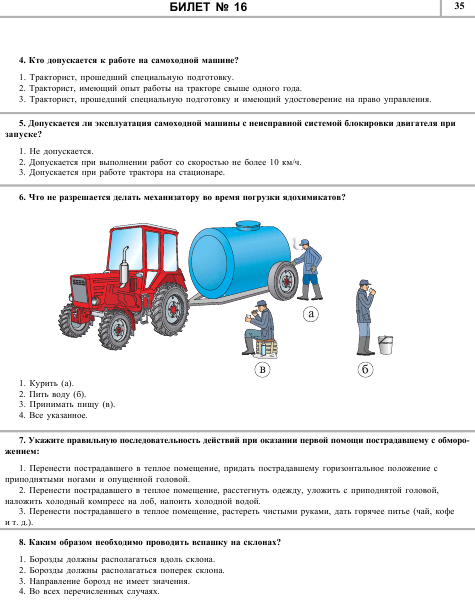 БИЛЕТ № 16
35
4. Кто допускается к работе на самоходной машине?
1. Тракторист, прошедший специальную подготовку.
2. Тракторист, имеющий опыт работы на тракторе свыше одного года.
3. Тракторист, прошедший специальную подготовку и имеющий удостоверение на право управления.
5. Допускается ли эксплуатация самоходной машины с неисправной системой блокировки двигателя при
запуске?
1. Не допускается.
2. Допускается при выполнении работ со скоростью не более 10 км/ч.
3. Допускается при работе трактора на стационаре.
6. Что не разрешается делать механизатору во время погрузки ядохимикатов?
а
в
б
1. Курить (а).
2. Пить воду (б).
3. Принимать пищу (в).
4. Все указанное.
7. Укажите правильную последовательность действий при оказании первой помощи пострадавшему с обморо-
жением:
1. Перенести пострадавшего в теплое помещение, придать пострадавшему горизонтальное положение с
приподнятыми ногами и опущенной головой.
2. Перенести пострадавшего в теплое помещение, расстегнуть одежду, уложить с приподнятой головой,
наложить холодный компресс на лоб, напоить холодной водой.
3. Перенести пострадавшего в теплое помещение, растереть чистыми руками, дать горячее питье (чай, кофе
и т. д.).
8. Каким образом необходимо проводить вспашку на склонах?
1. Борозды должны располагаться вдоль склона.
2. Борозды должны располагаться поперек склона.
3. Направление борозд не имеет значения.
4. Во всех перечисленных случаях.